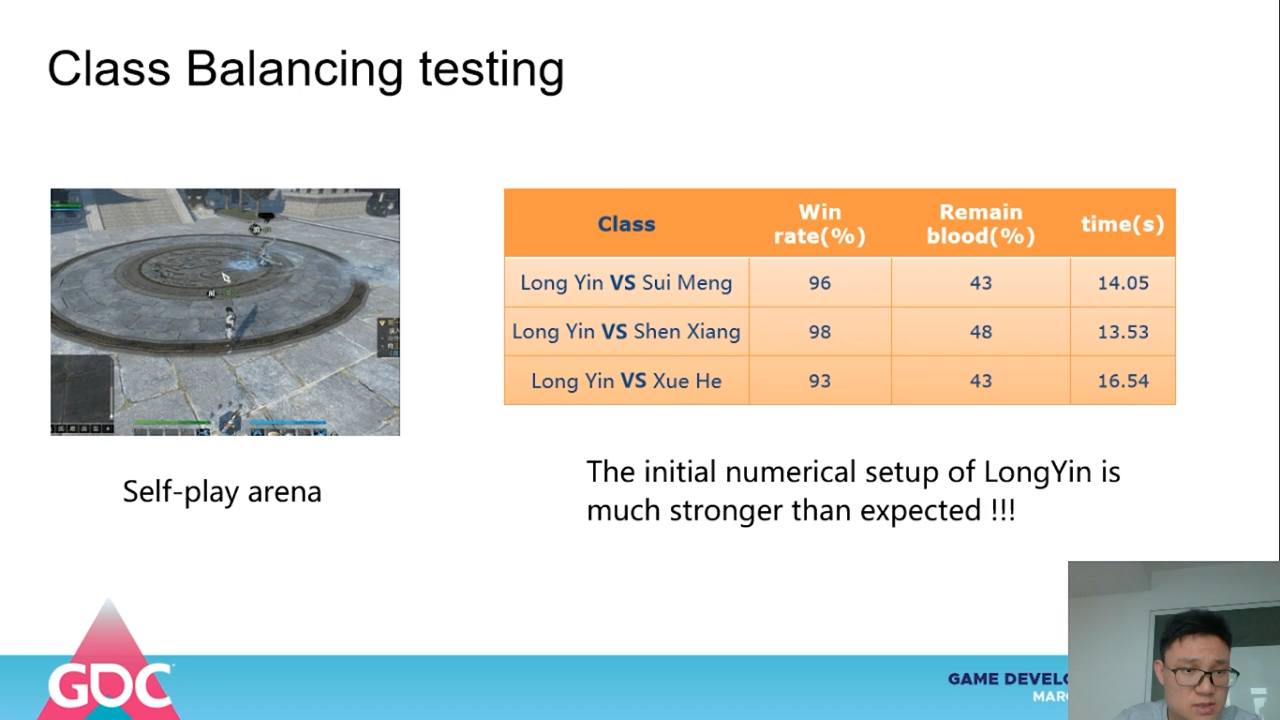 Class Balancing testing
Class
Win
rate(%)
Remain
blood(%)
time(s)
Long Yin VS Sui Meng
96
43
14.05
Long Yin VS Shen Xiang
98
48
13.53
Long Yin VS Xue He
93
43
16.54
Self-play arena
The initial numerical setup of LongYin is
much stronger than expected !!!
GDC
GAME DEVELO
MARC